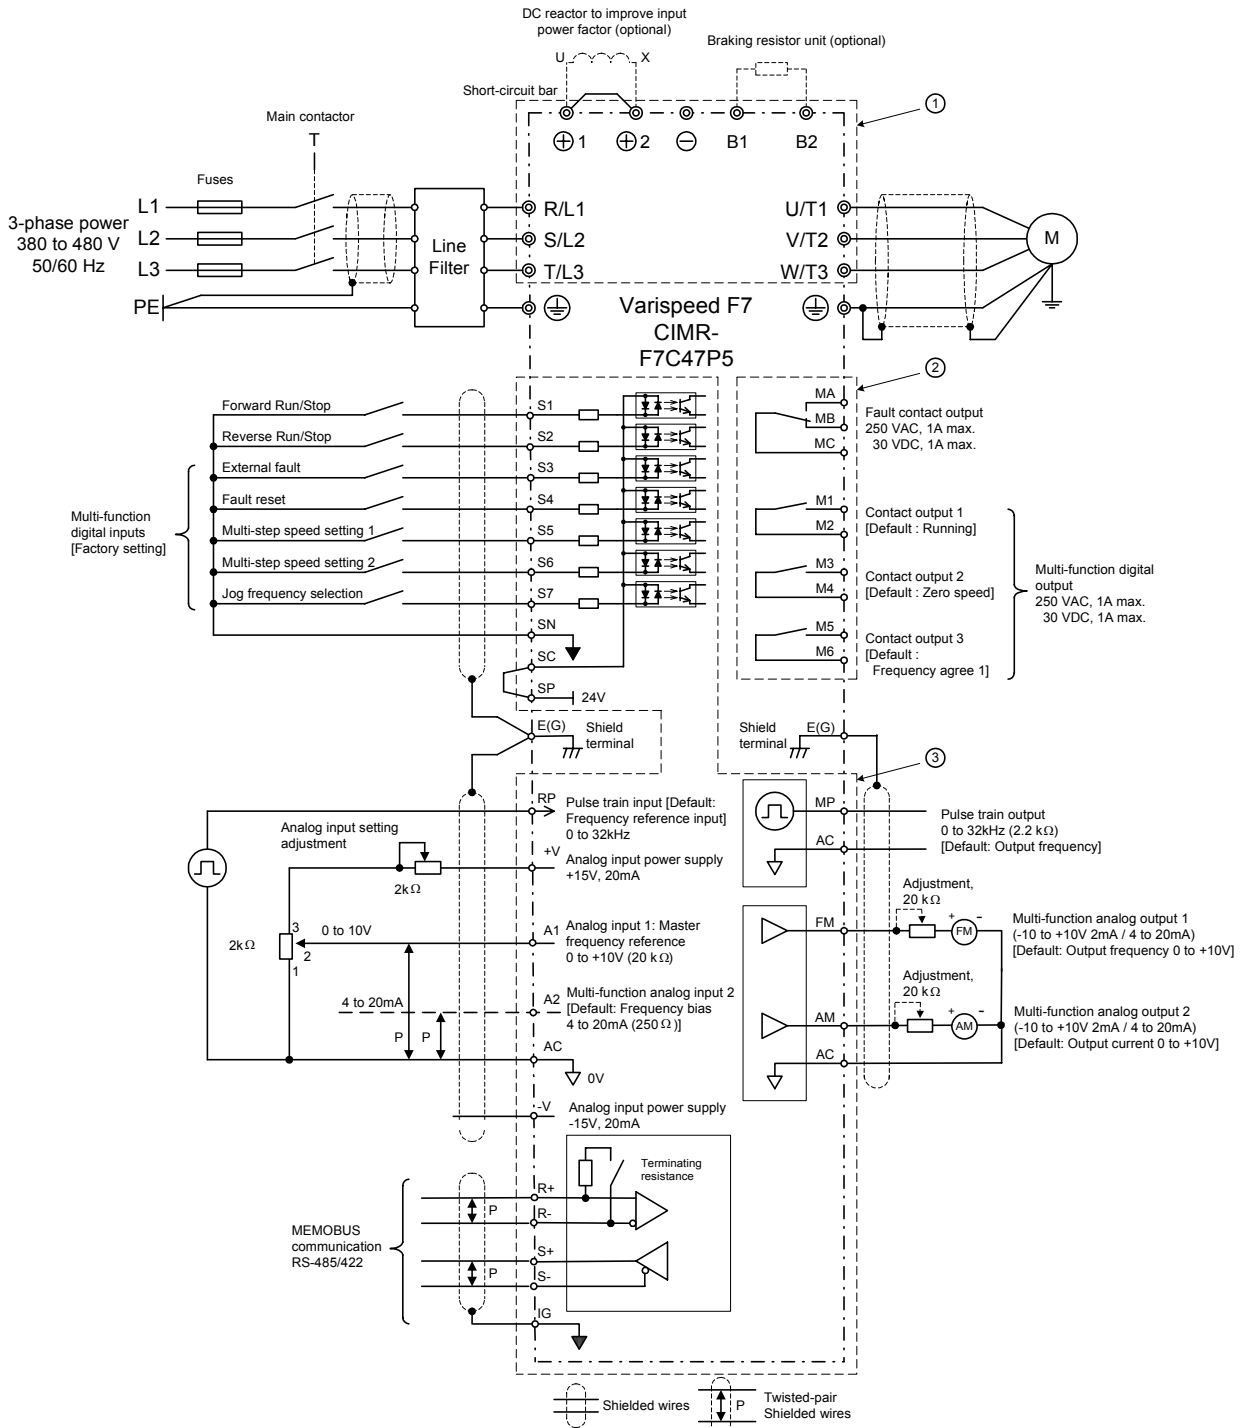 DC reactor to improve input
power factor (optional)
U X
Braking resistor unit (optional)
Short-circuit bar
1
Main contactor
T
⊕1 ⊕2 ⊖ B1 B2
Fuses
L1
L2
L3
PE
3-phase power
380 to 480 V
50/60 Hz
Line
Filter
R/L1
S/L2
T/L3
U/T1
V/T2
W/T3
M
Varispeed F7
CIMR-
F7C47P5
2
Forward Run/Stop
Reverse Run/Stop
External fault
Fault reset
Multi-step speed setting 1
Multi-step speed setting 2
Jog frequency selection
Multi-function
digital inputs
[Factory setting]
S1
S2
S3
S4
S5
S6
S7
SN
SC
SP
24V
E(G)
Shield
terminal
MA
MB
MC
Fault contact output
250 VAC, 1A max.
30 VDC, 1A max.
M1
M2
Contact output 1
[Default : Running]
M3
M4
Contact output 2
[Default : Zero speed]
M5
M6
Contact output 3
[Default :
Frequency agree 1]
Multi-function digital
output
250 VAC, 1A max.
30 VDC, 1A max.
Shield
terminal
E(G)
3
RP
Pulse train input [Default:
Frequency reference input]
0 to 32kHz
Analog input setting
adjustment
2kΩ
+V
Analog input power supply
+15V, 20mA
2kΩ
3
2
1
0 to 10V
A1
Analog input 1: Master
frequency reference
0 to +10V (20 kΩ)
4 to 20mA
P
P
A2
Multi-function analog input 2
[Default: Frequency bias
4 to 20mA (250Ω)]
AC
0V
-V
Analog input power supply
-15V, 20mA
MP
AC
Pulse train output
0 to 32kHz (2.2 kΩ)
[Default: Output frequency]
Adjustment,
20 kΩ
FM
+ -
FM
Multi-function analog output 1
(-10 to +10V 2mA / 4 to 20mA)
[Default: Output frequency 0 to +10V]
Adjustment,
20 kΩ
AM
+ -
AM
Multi-function analog output 2
(-10 to +10V 2mA / 4 to 20mA)
[Default: Output current 0 to +10V]
AC
Terminating
resistance
MEMOBUS
communication
RS-485/422
P
P
R+
R-
S+
S-
IG
Shielded wires
P
Twisted-pair
Shielded wires